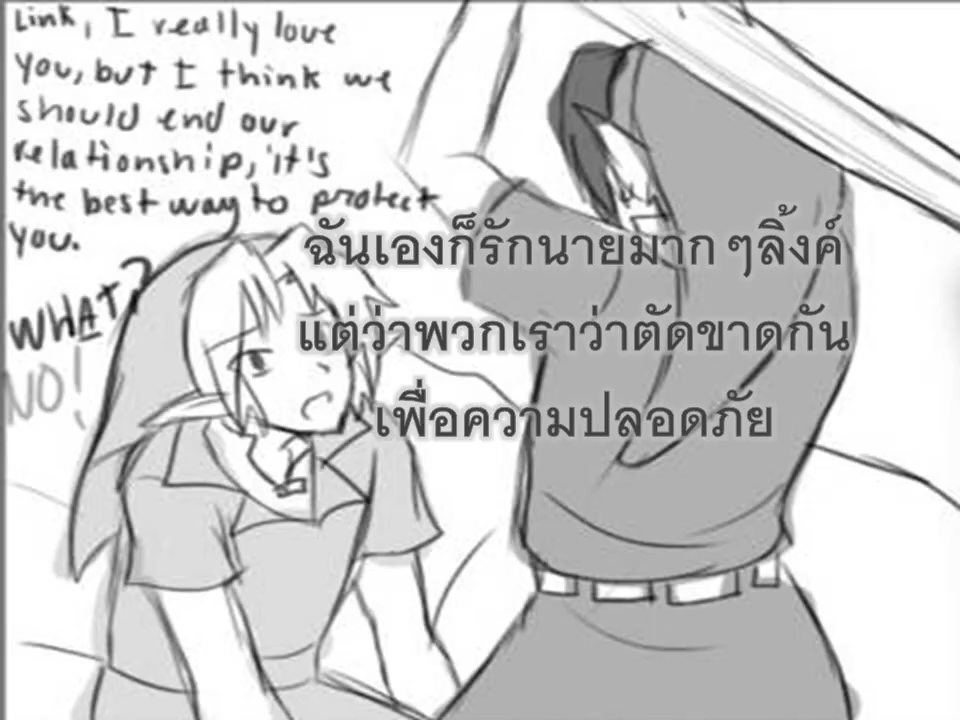 Link, I really love
you, but I think we
should end our
relationship, it's
the best way to protect
you.
WHAT?
NO!
ฉันเองก็รักนายมาก ๆลิ้งค์
แต่ว่าพวกเราว่าตัดขาดกัน
เพื่อความปลอดภัย